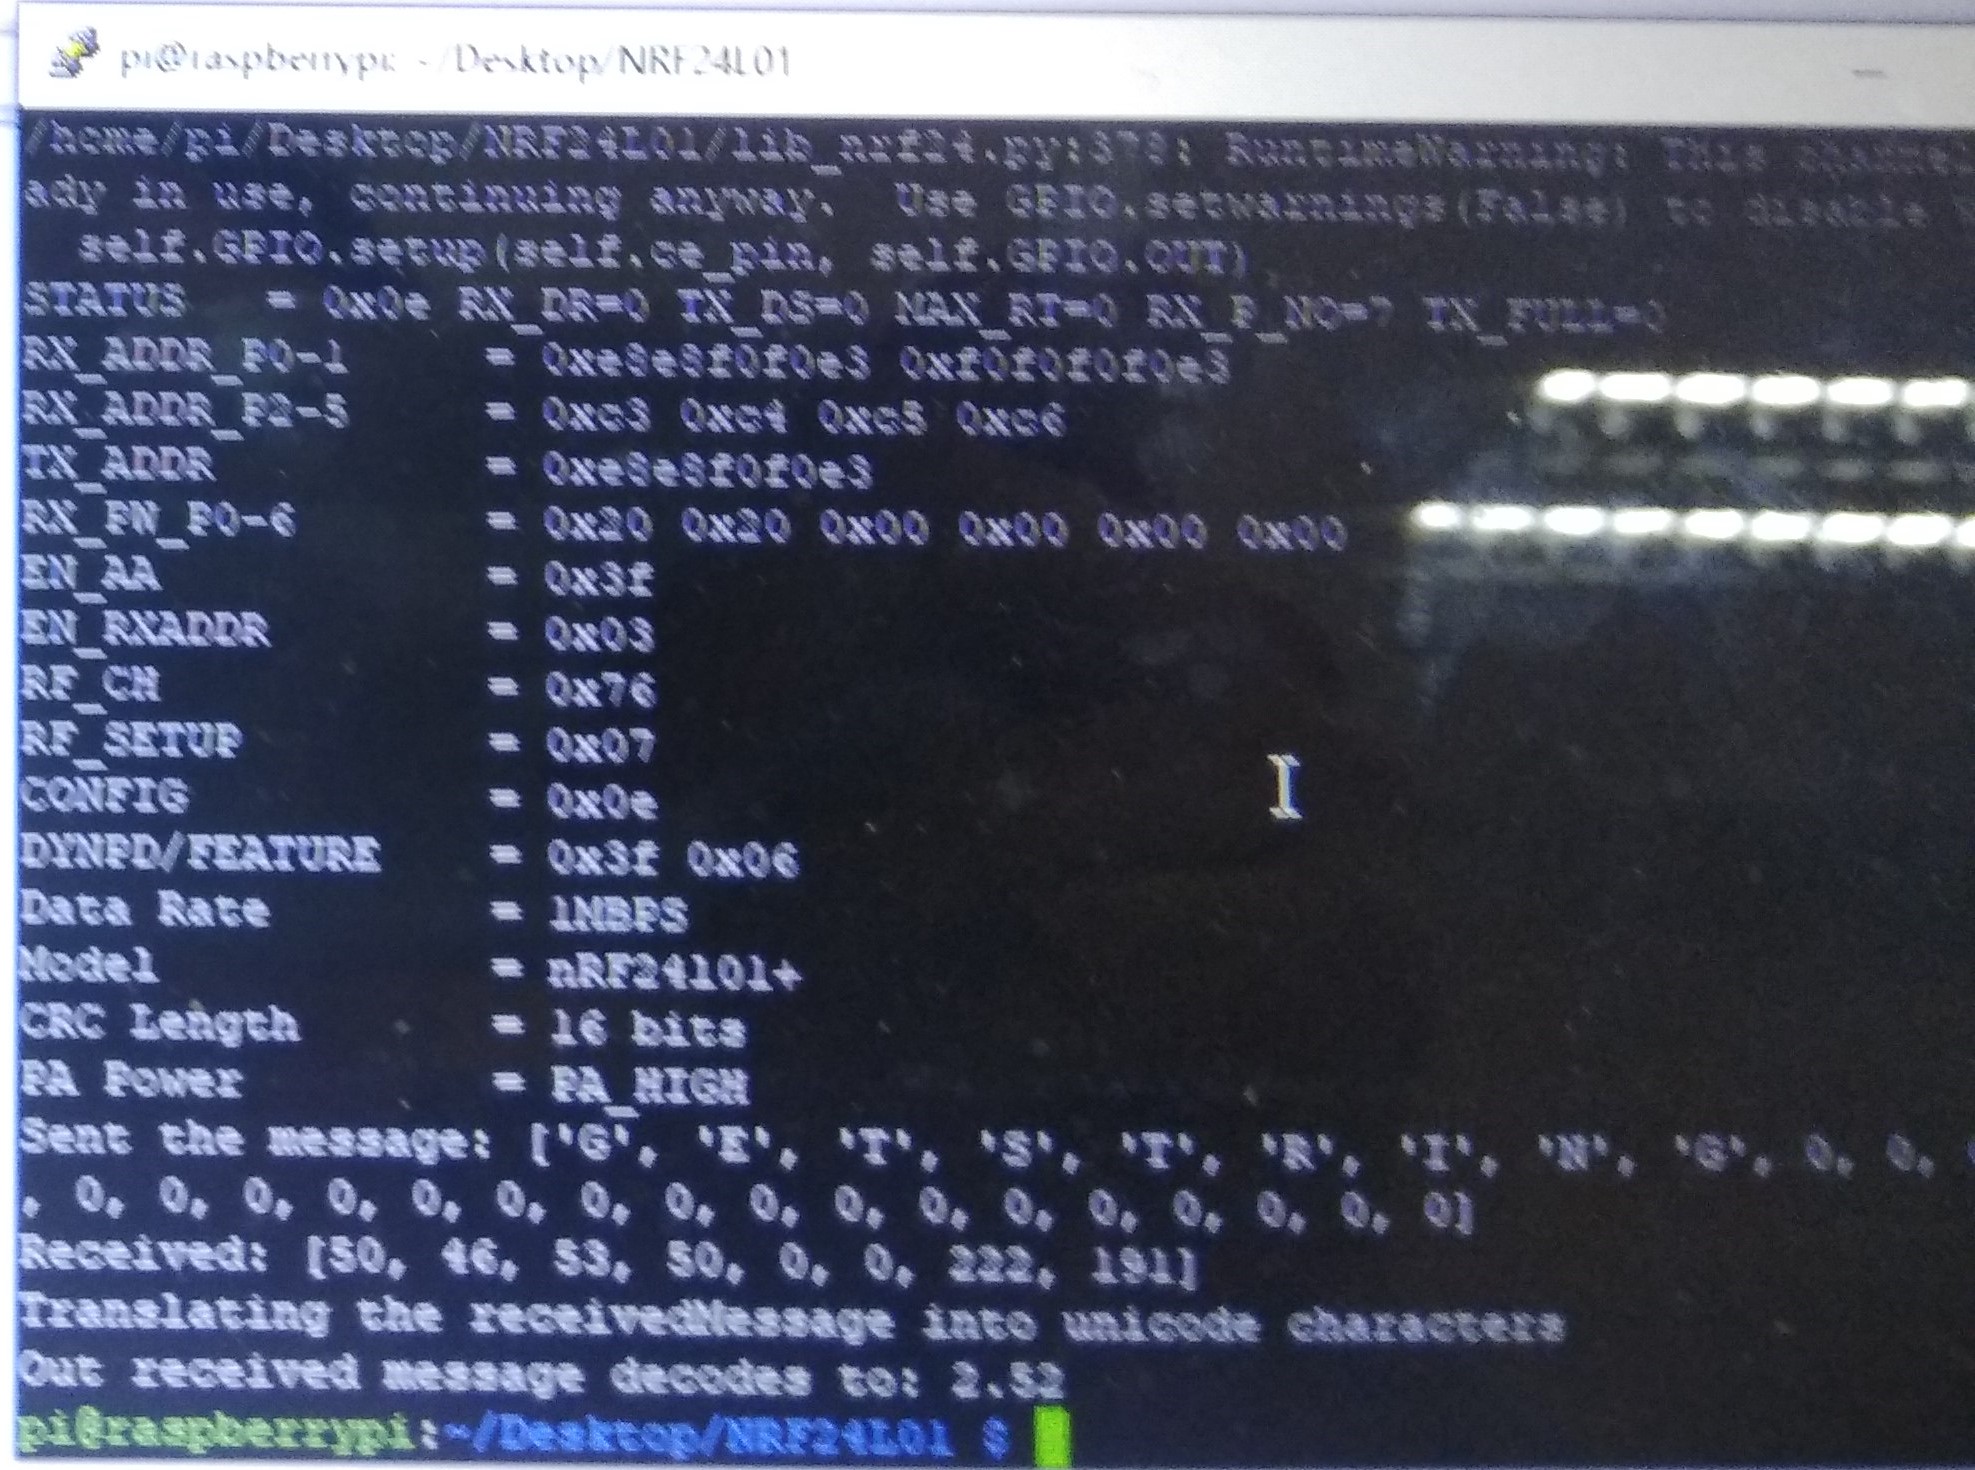 pi@raspberrypi: ~/Desktop/NRF24L01
/home/pi/Desktop/NRF24L01/lib_nrf24.py:378: RuntimeWarning: This channel
ady in use, continuing anyway.  Use GPIO.setwarnings(False) to disable
self.GPIO.setup(self.ce_pin, self.GPIO.OUT)
STATUS = 0x0e RX_DR=0 TX_DS=0 MAX_RT=0 RX_P_NO=7 TX_FULL=0
RX_ADDR_P0-1 = 0xe8e8f0f0e3 0xf0f0f0f0e3
RX_ADDR_P2-5 = 0xc3 0xc4 0xc5 0xc6
TX_ADDR = 0xe8e8f0f0e3
RX_PW_P0-6 = 0x20 0x20 0x00 0x00 0x00 0x00
EN_AA = 0x3f
EN_RXADDR = 0x03
RF_CH = 0x76
RF_SETUP = 0x07
CONFIG = 0x0e
DYNPD/FEATURE = 0x3f 0x06
Data Rate = 1MBPS
Model = nRF24l01+
CRC Length = 16 bits
PA Power = PA_HIGH
Sent the message: ['G', 'E', 'T', 'S', 'T', 'R', 'I', 'N', 'G', 0, 0,
, 0, 0, 0, 0, 0, 0, 0, 0, 0, 0, 0, 0, 0, 0, 0, 0, 0]
Received: [50, 46, 53, 50, 0, 0, 222, 191]
Translating the receivedMessage into unicode characters
Out received message decodes to: 2.52
pi@raspberrypi:~/Desktop/NRF24L01 $